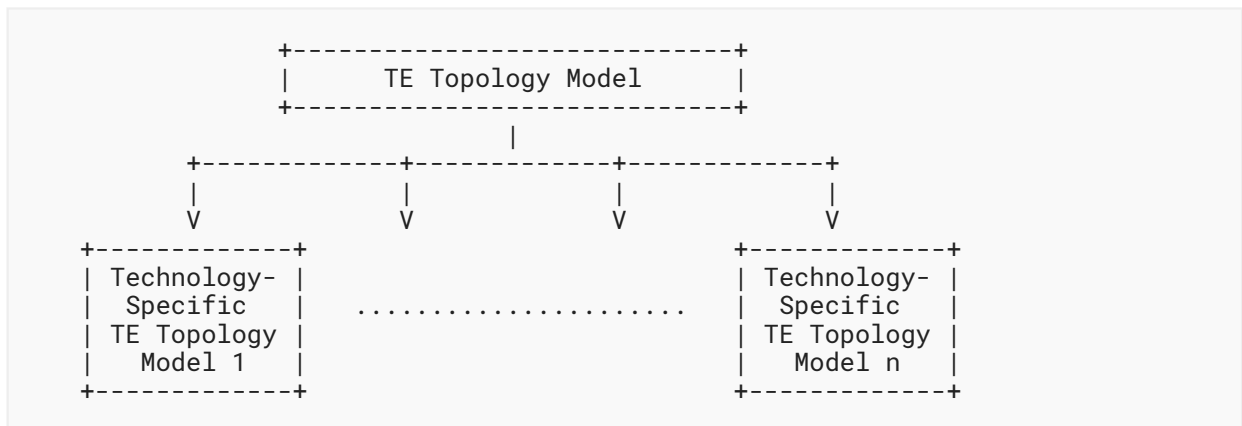 +-----------------------------+
|      TE Topology Model      |
+-----------------------------+
|
+-------------+-------------+-------------+
|             |             |             |
V             V             V             V
+-------------+                           +-------------+
| Technology- |                           | Technology- |
|  Specific   |   ......................  |  Specific   |
| TE Topology |                           | TE Topology |
|   Model 1   |                           |   Model n   |
+-------------+                           +-------------+